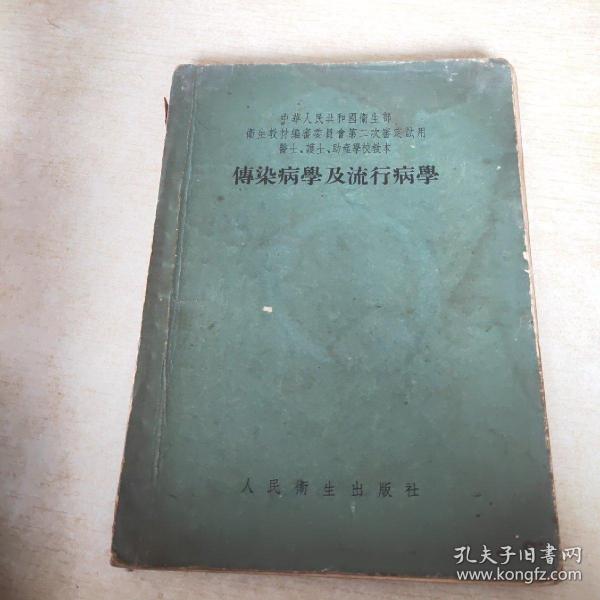 中華人民共和國衛生部
衛生教材編審委員會第二次審定試用
醫士、護士、助産學校教本
傳染病學及流行病學
人民衛生出版社
孔夫子旧书网
www.kongfz.com